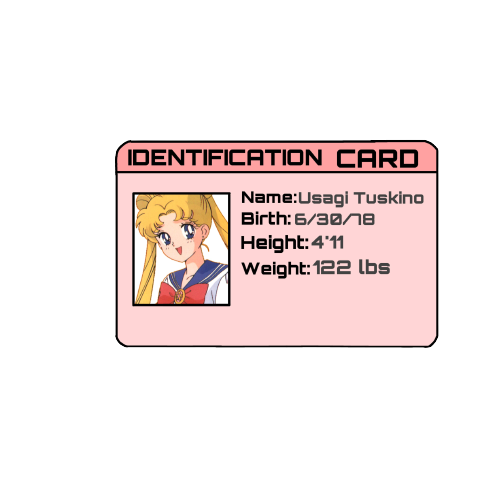 IDENTIFICATION CARD
Name: Usagi Tuskino
Birth: 6/30/78
Height: 4'11
Weight: 122 lbs